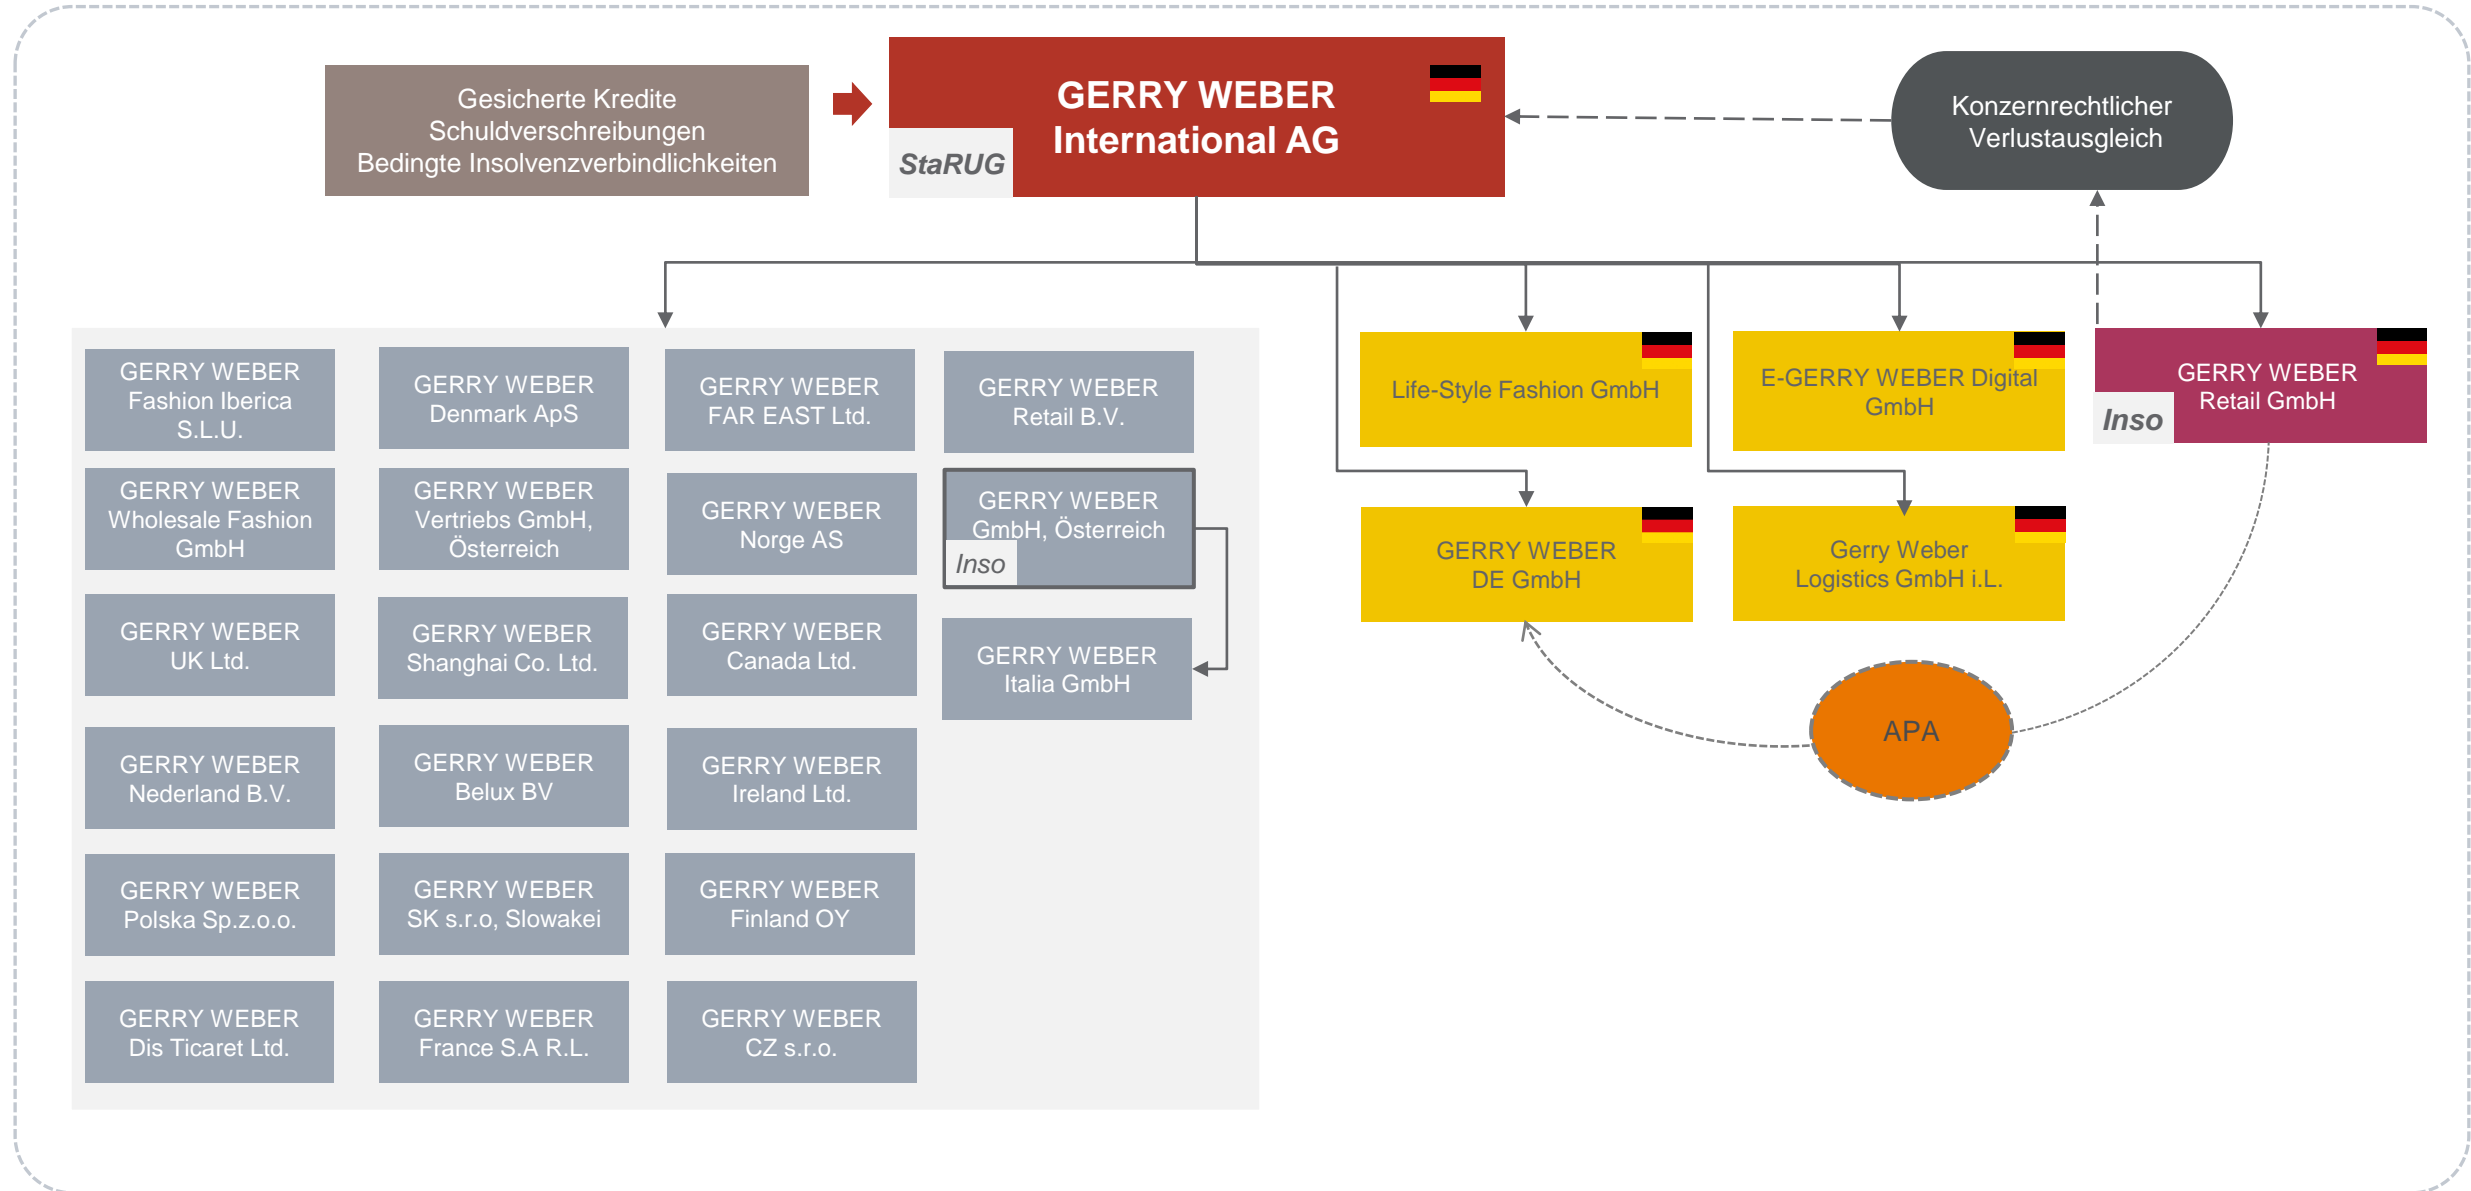 Gesicherte Kredite
Schuldverschreibungen
Bedingte Insolvenzverbindlichkeiten
GERRY WEBER
International AG
StaRUG
Konzernrechtlicher
Verlustausgleich
GERRY WEBER
Fashion Iberica
S.L.U.
GERRY WEBER
Denmark ApS
GERRY WEBER
FAR EAST Ltd.
GERRY WEBER
Retail B.V.
GERRY WEBER
Wholesale Fashion
GmbH
GERRY WEBER
Vertriebs GmbH,
Österreich
GERRY WEBER
Norge AS
GERRY WEBER
GmbH, Österreich
Inso
GERRY WEBER
UK Ltd.
GERRY WEBER
Shanghai Co. Ltd.
GERRY WEBER
Canada Ltd.
GERRY WEBER
Italia GmbH
GERRY WEBER
Nederland B.V.
GERRY WEBER
Belux BV
GERRY WEBER
Ireland Ltd.
GERRY WEBER
Polska Sp.z.o.o.
GERRY WEBER
SK s.r.o, Slowakei
GERRY WEBER
Finland OY
GERRY WEBER
Dis Ticaret Ltd.
GERRY WEBER
France S.A R.L.
GERRY WEBER
CZ s.r.o.
Life-Style Fashion GmbH
E-GERRY WEBER Digital
GmbH
GERRY WEBER
Retail GmbH
Inso
GERRY WEBER
DE GmbH
Gerry Weber
Logistics GmbH i.L.
APA